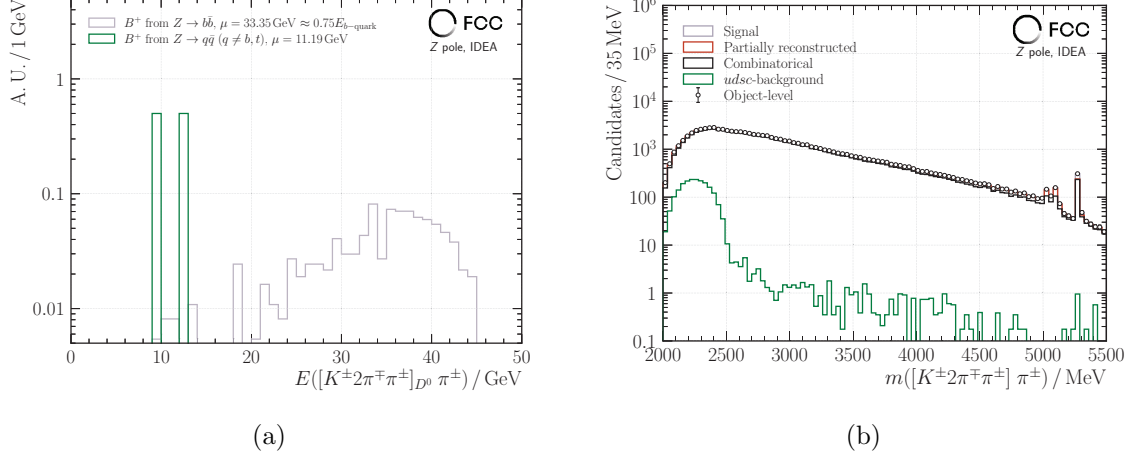 A. U. / 1 GeV
1
0.1
0.01
B⁺ from Z → bb̄, μ = 33.35 GeV ≈ 0.75E_{b−quark}
B⁺ from Z → qq̄ (q ≠ b, t), μ = 11.19 GeV
FCC
Z pole, IDEA
0 10 20 30 40 50
E([K^±2π^∓π^±]_{D⁰} π^±) / GeV
(a)
Candidates / 35 MeV
10⁶
10⁵
10⁴
10³
100
10
1
0.1
Signal
Partially reconstructed
Combinatorical
udsc-background
Object-level
FCC
Z pole, IDEA
2000 2500 3000 3500 4000 4500 5000 5500
m([K^±2π^∓π^±] π^±) / MeV
(b)